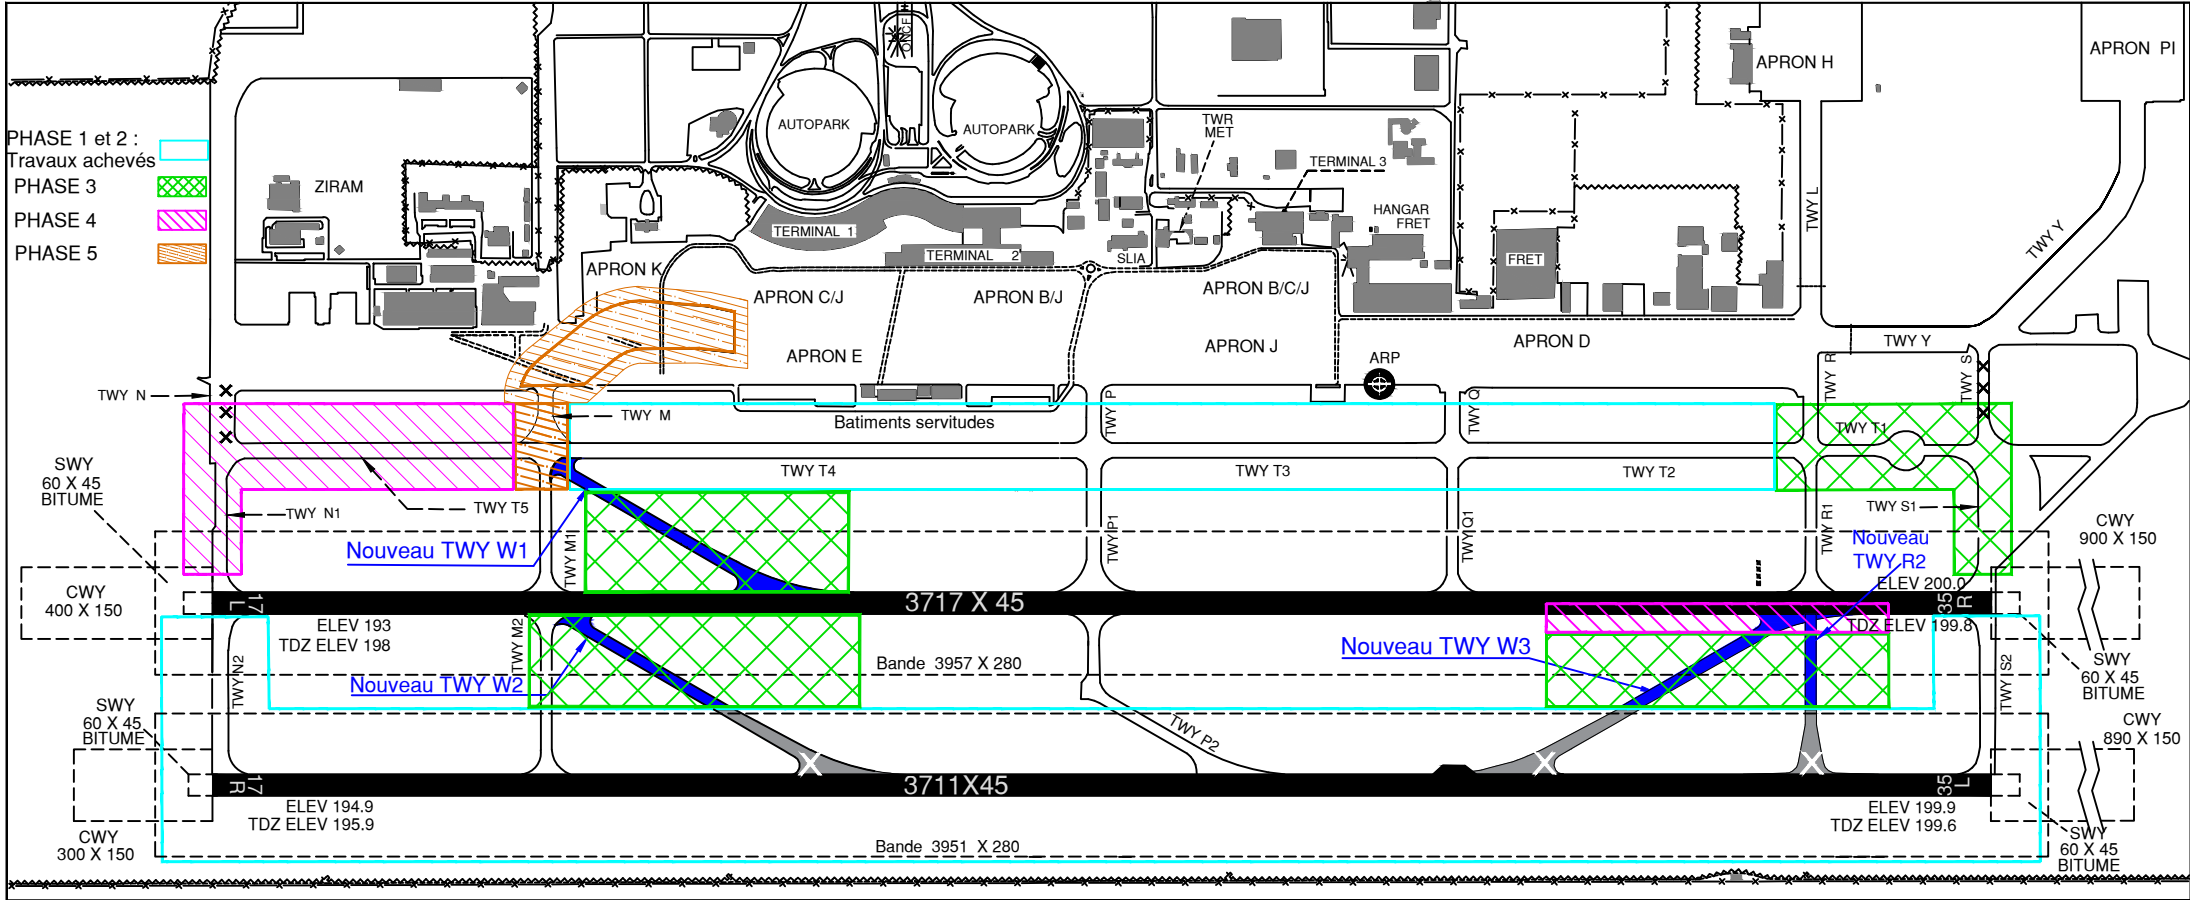 ONCF
APRON H
APRON PI
AUTOPARK
AUTOPARK
TWR
MET
PHASE 1 et 2 :
Travaux achevés
PHASE 3
PHASE 4
PHASE 5
ZIRAM
TERMINAL 3
HANGAR
FRET
TWY L
TWY Y
TERMINAL 1
TERMINAL 2
SLIA
FRET
APRON K
APRON C/J
APRON B/J
APRON B/C/J
APRON E
APRON J
APRON D
TWY Y
ARP
TWY R
TWY S
TWY N
TWY M
Batiments servitudes
TWY P
TWY Q
TWY T1
SWY
60 X 45
BITUME
TWY T4
TWY T3
TWY T2
TWY N1
TWY T5
TWY S1
Nouveau TWY W1
TWY M1
TWY P1
TWY Q1
TWY R1
Nouveau
TWY R2
CWY
900 X 150
CWY
400 X 150
17
L
3717 X 45
ELEV 200.0
35
R
ELEV 193
TDZ ELEV 198
TDZ ELEV 199.8
TWY M2
TWY N2
Nouveau TWY W2
Bande 3957 X 280
Nouveau TWY W3
TWY S2
SWY
60 X 45
BITUME
SWY
60 X 45
BITUME
TWY P2
CWY
890 X 150
X
X
X
17
R
3711X45
35
L
ELEV 194.9
TDZ ELEV 195.9
ELEV 199.9
TDZ ELEV 199.6
CWY
300 X 150
Bande 3951 X 280
SWY
60 X 45
BITUME